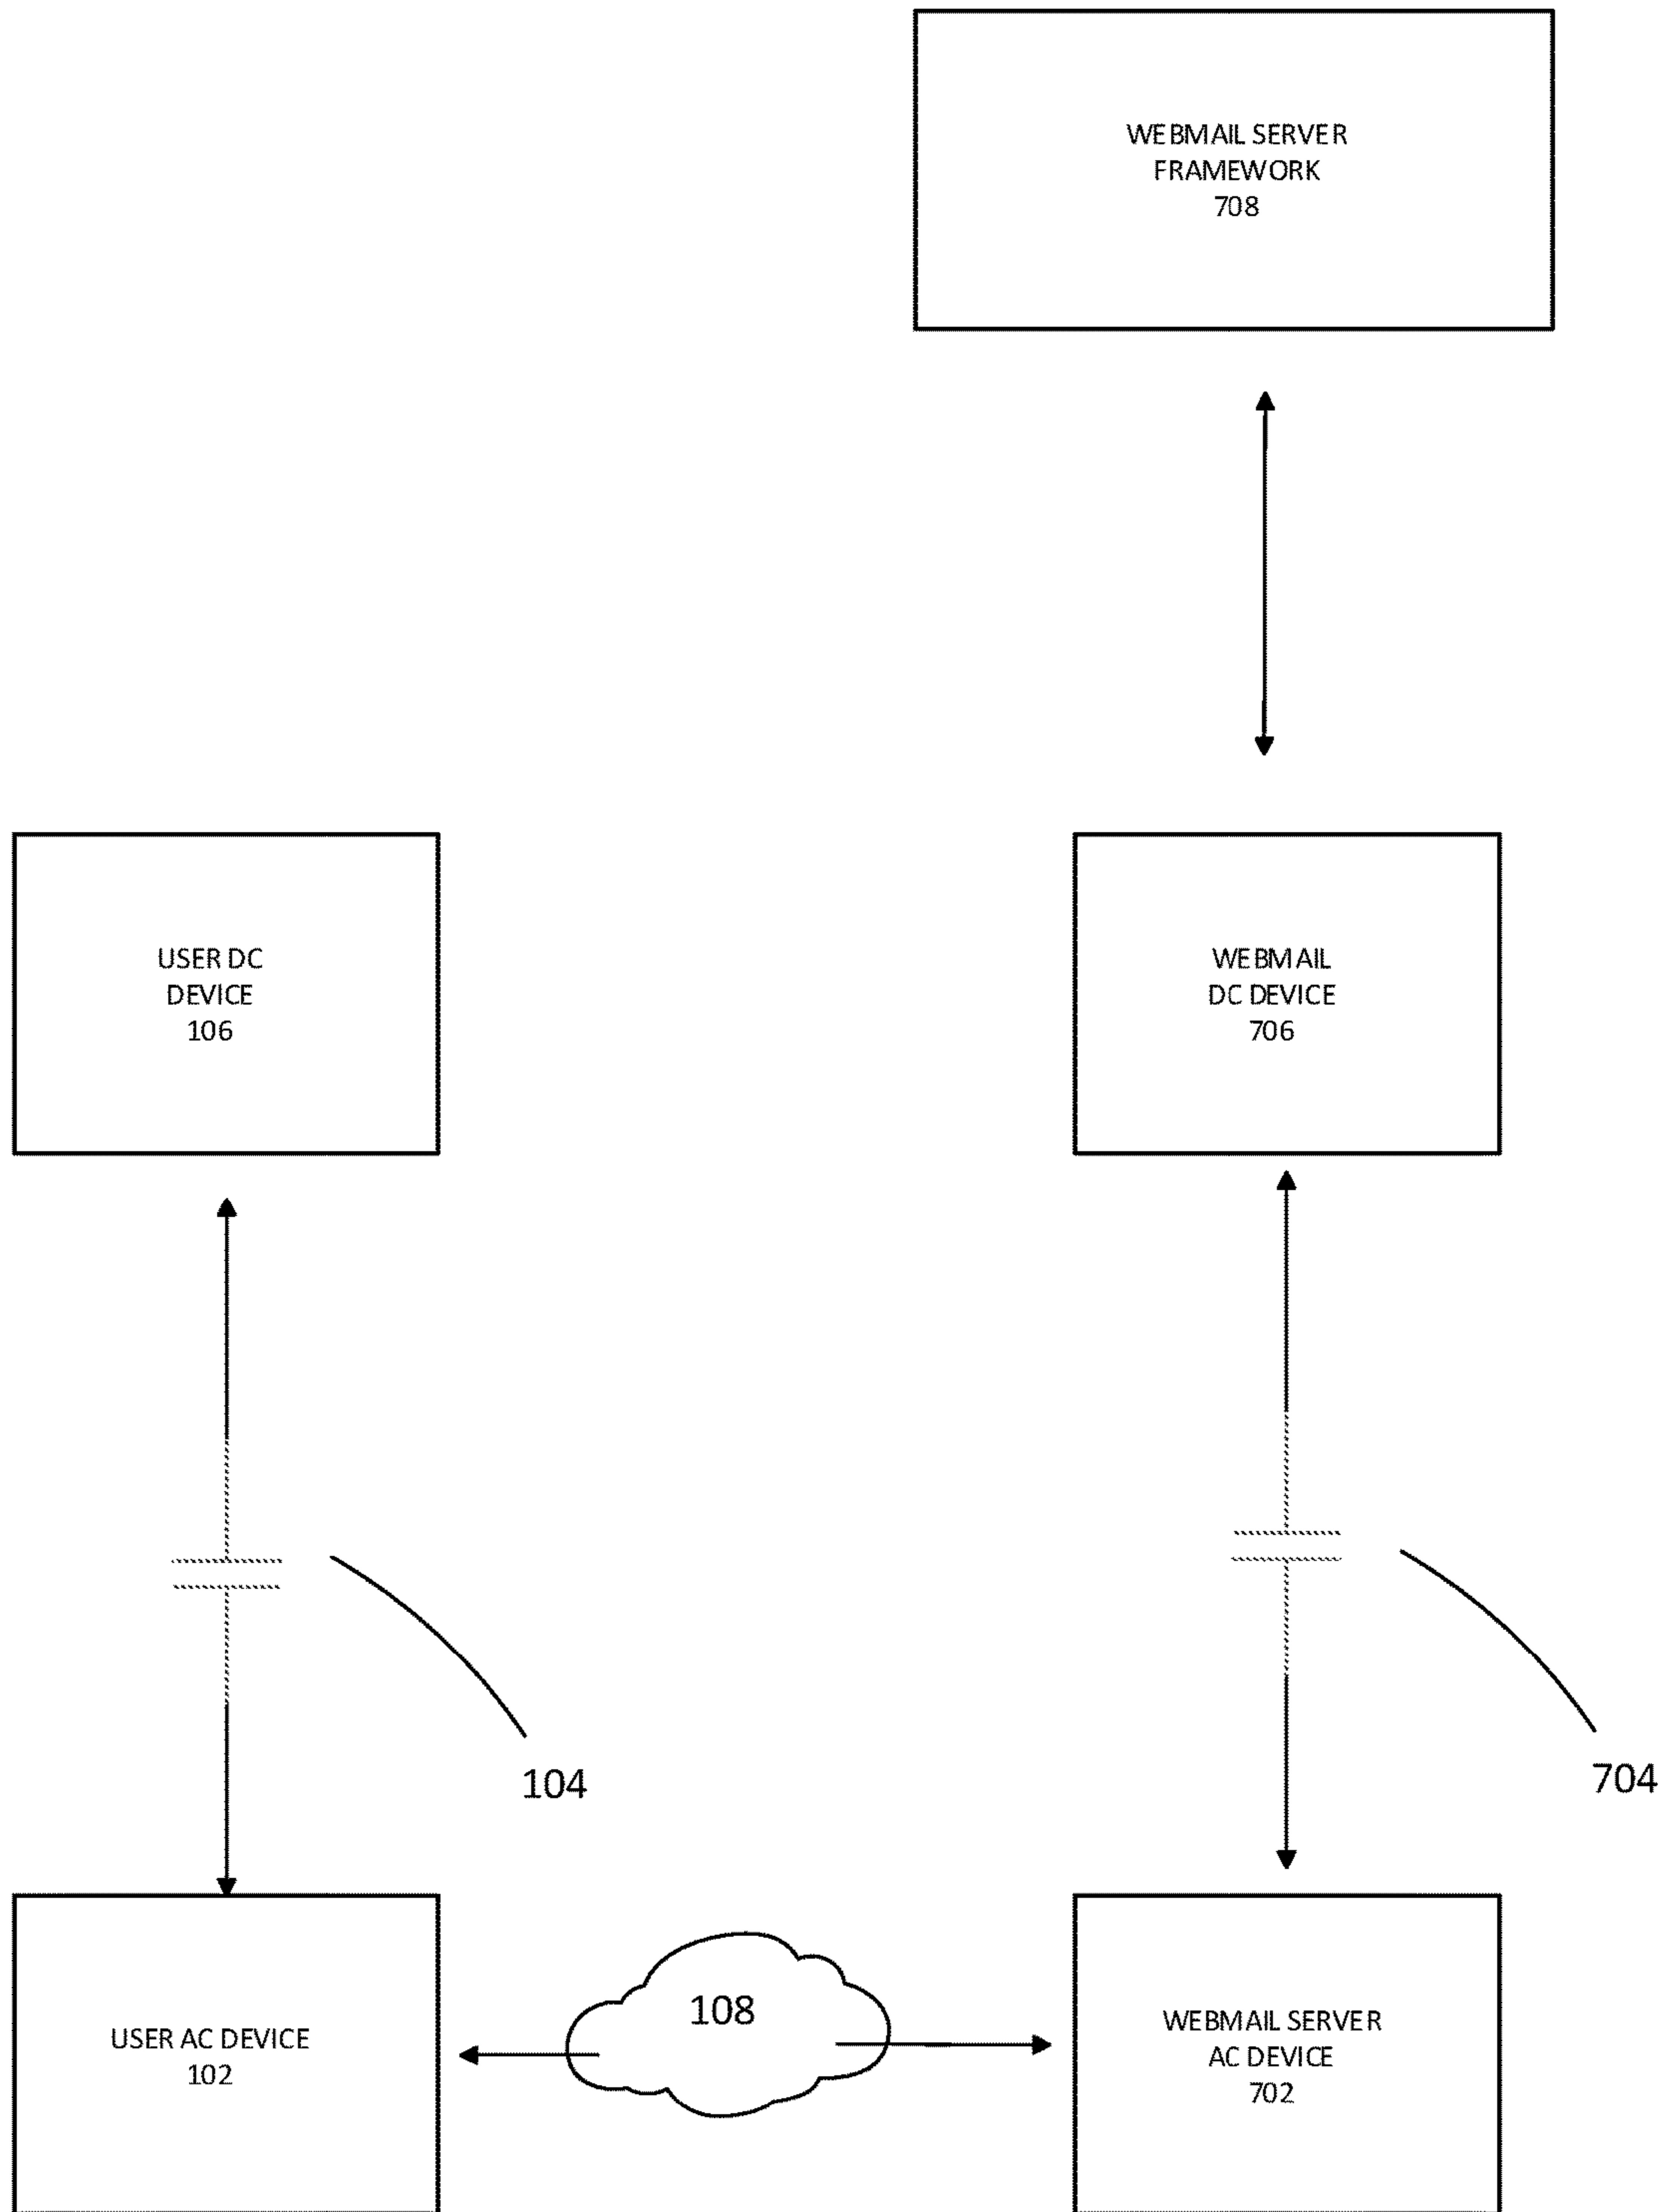 WEBMAIL SERVER
FRAMEWORK
708
USER DC
DEVICE
106
WEBMAIL
DC DEVICE
706
104
704
USER AC DEVICE
102
108
WEBMAIL SERVER
AC DEVICE
702